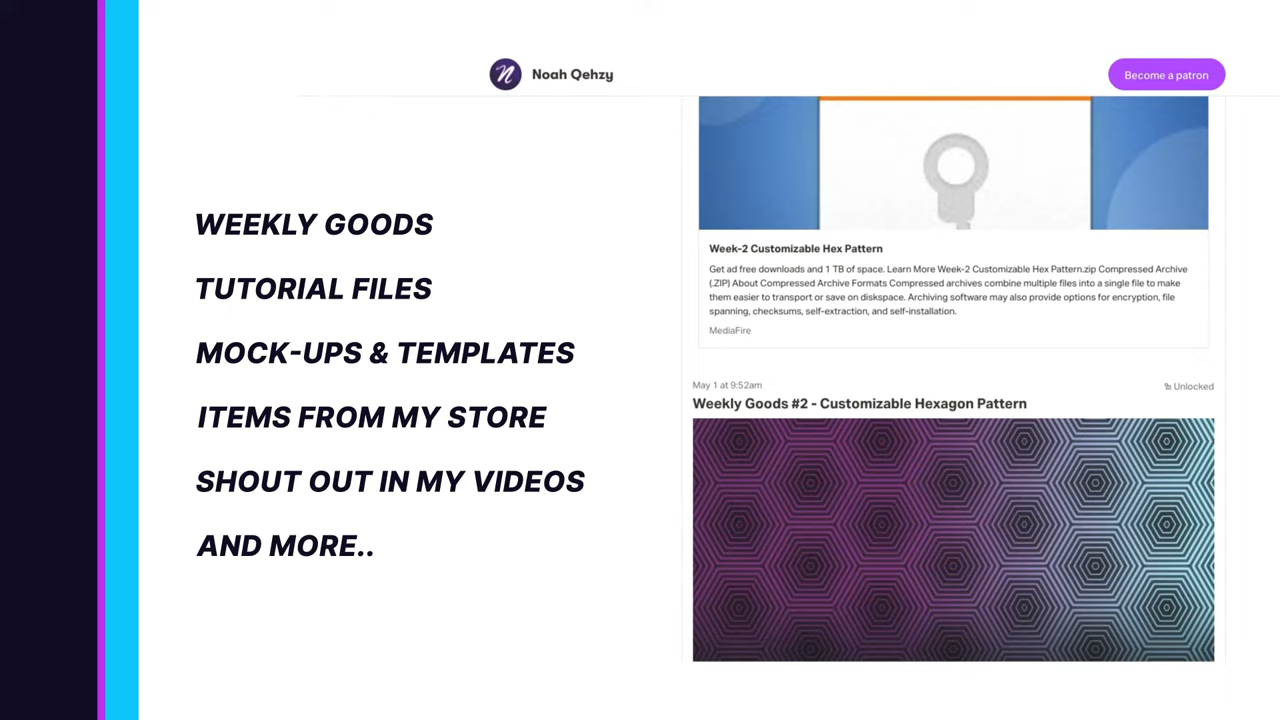 Noah Qehzy
Become a patron
WEEKLY GOODS
TUTORIAL FILES
MOCK-UPS & TEMPLATES
ITEMS FROM MY STORE
SHOUT OUT IN MY VIDEOS
AND MORE..
Week-2 Customizable Hex Pattern
Get ad free downloads and 1 TB of space. Learn More Week-2 Customizable Hex Pattern.zip Compressed Archive
(.ZIP) About Compressed Archive Formats Compressed archives combine multiple files into a single file to make
them easier to transport or save on diskspace. Archiving software may also provide options for encryption, file
spanning, checksums, self-extraction, and self-installation.
MediaFire
May 1 at 9:52am
Unlocked
Weekly Goods #2 - Customizable Hexagon Pattern